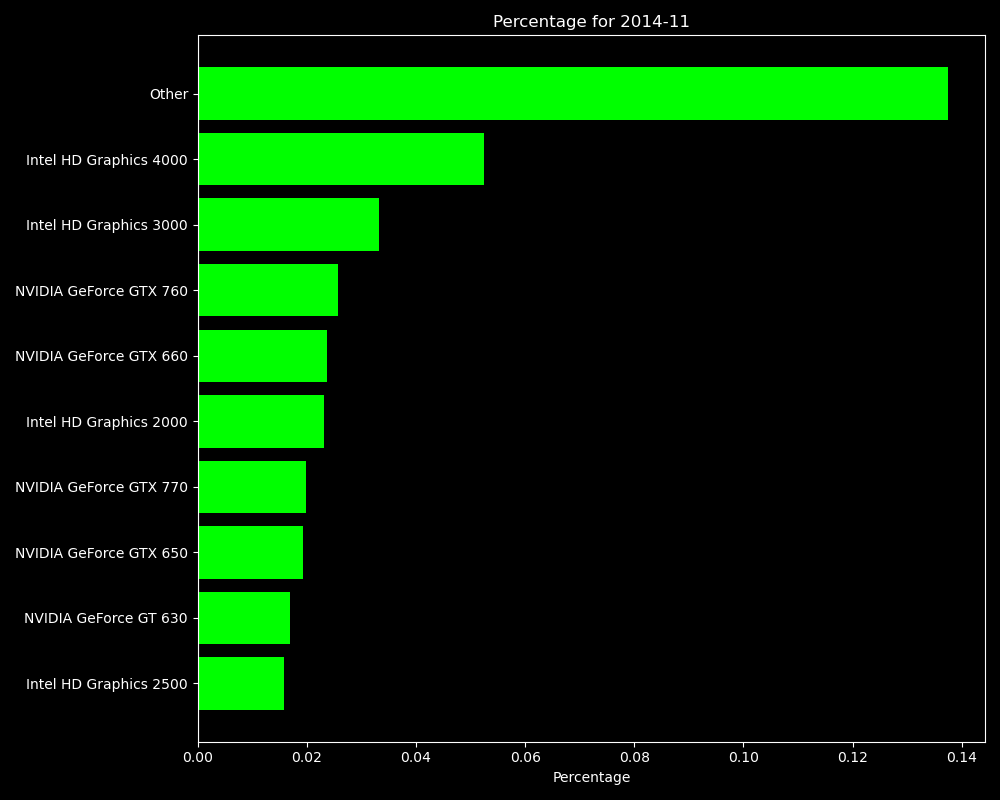 Percentage for 2014-11
Other
Intel HD Graphics 4000
Intel HD Graphics 3000
NVIDIA GeForce GTX 760
NVIDIA GeForce GTX 660
Intel HD Graphics 2000
NVIDIA GeForce GTX 770
NVIDIA GeForce GTX 650
NVIDIA GeForce GT 630
Intel HD Graphics 2500
0.00 0.02 0.04 0.06 0.08 0.10 0.12 0.14
Percentage